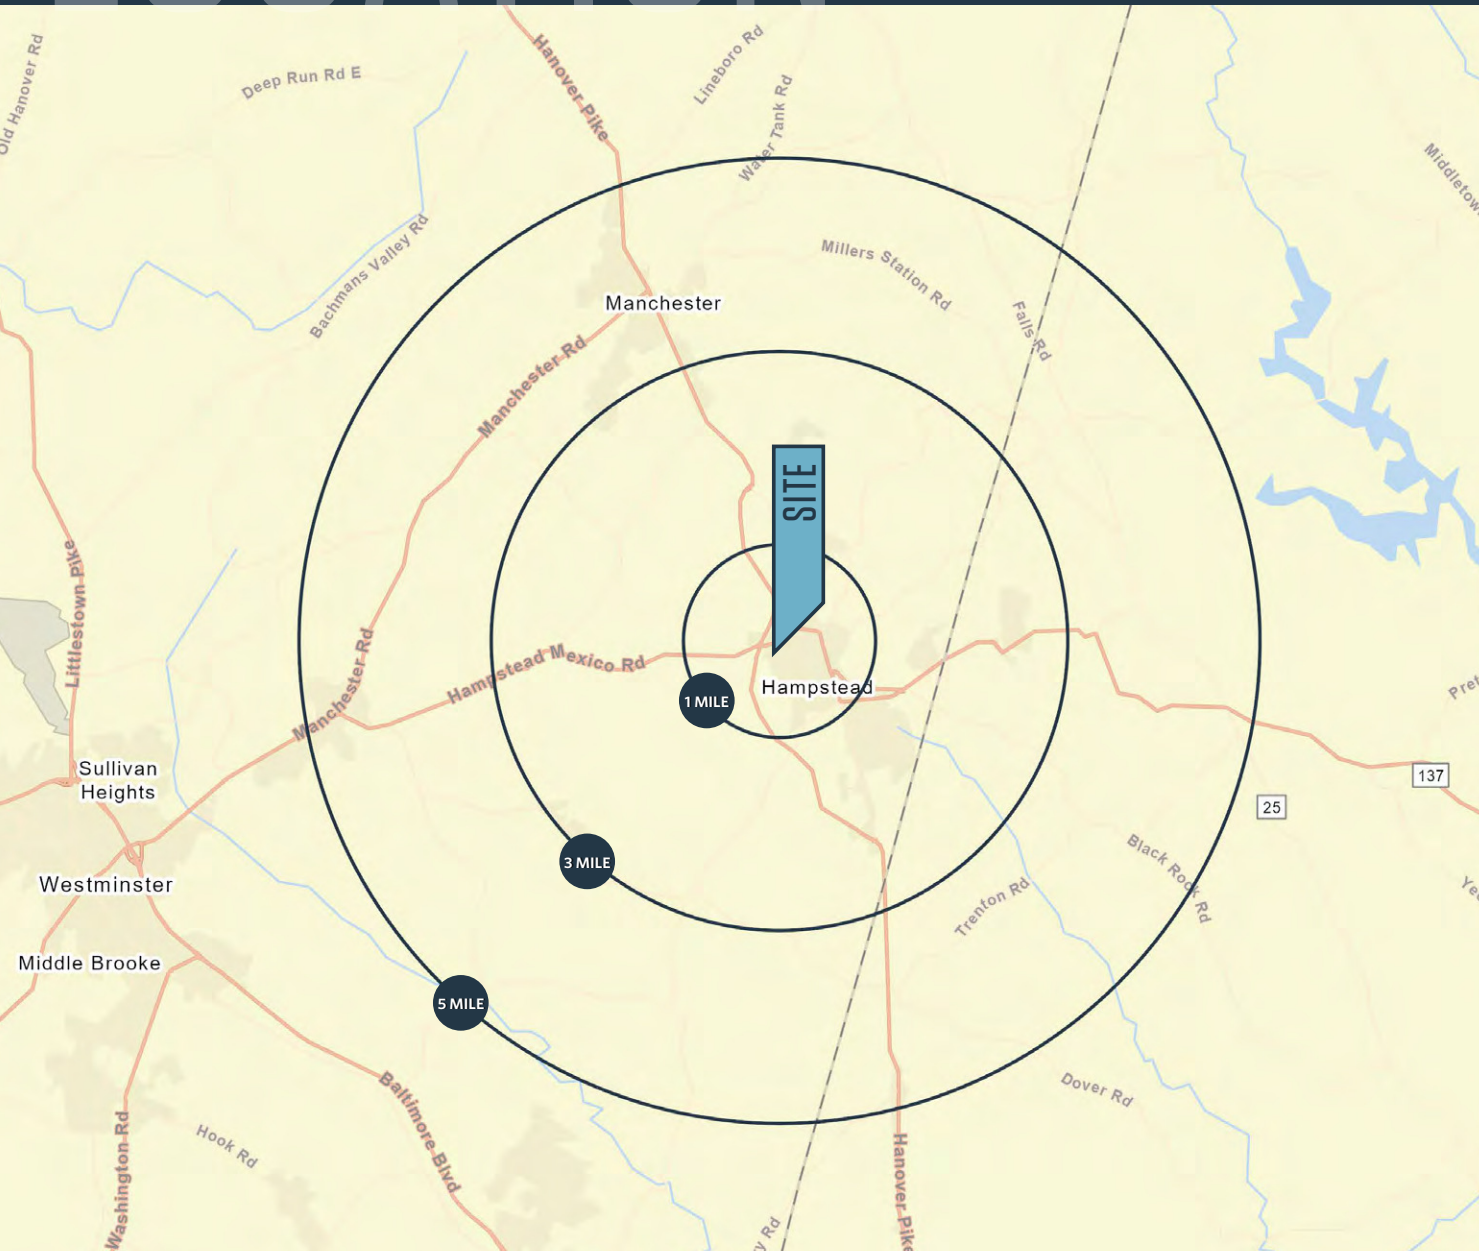 Old Hanover Rd
Deep Run Rd E
Hanover Pike
Lineboro Rd
Water Tank Rd
Bachmans Valley Rd
Millers Station Rd
Falls Rd
Manchester
Manchester Rd
SITE
Littlestown Pike
Manchester Rd
Hampstead Mexico Rd
Hampstead
1 MILE
Sullivan
Heights
137
25
3 MILE
Black Rock Rd
Westminster
Trenton Rd
Middle Brooke
5 MILE
Dover Rd
Baltimore Blvd
Hook Rd
Washington Rd
Hanover Pike
Rd